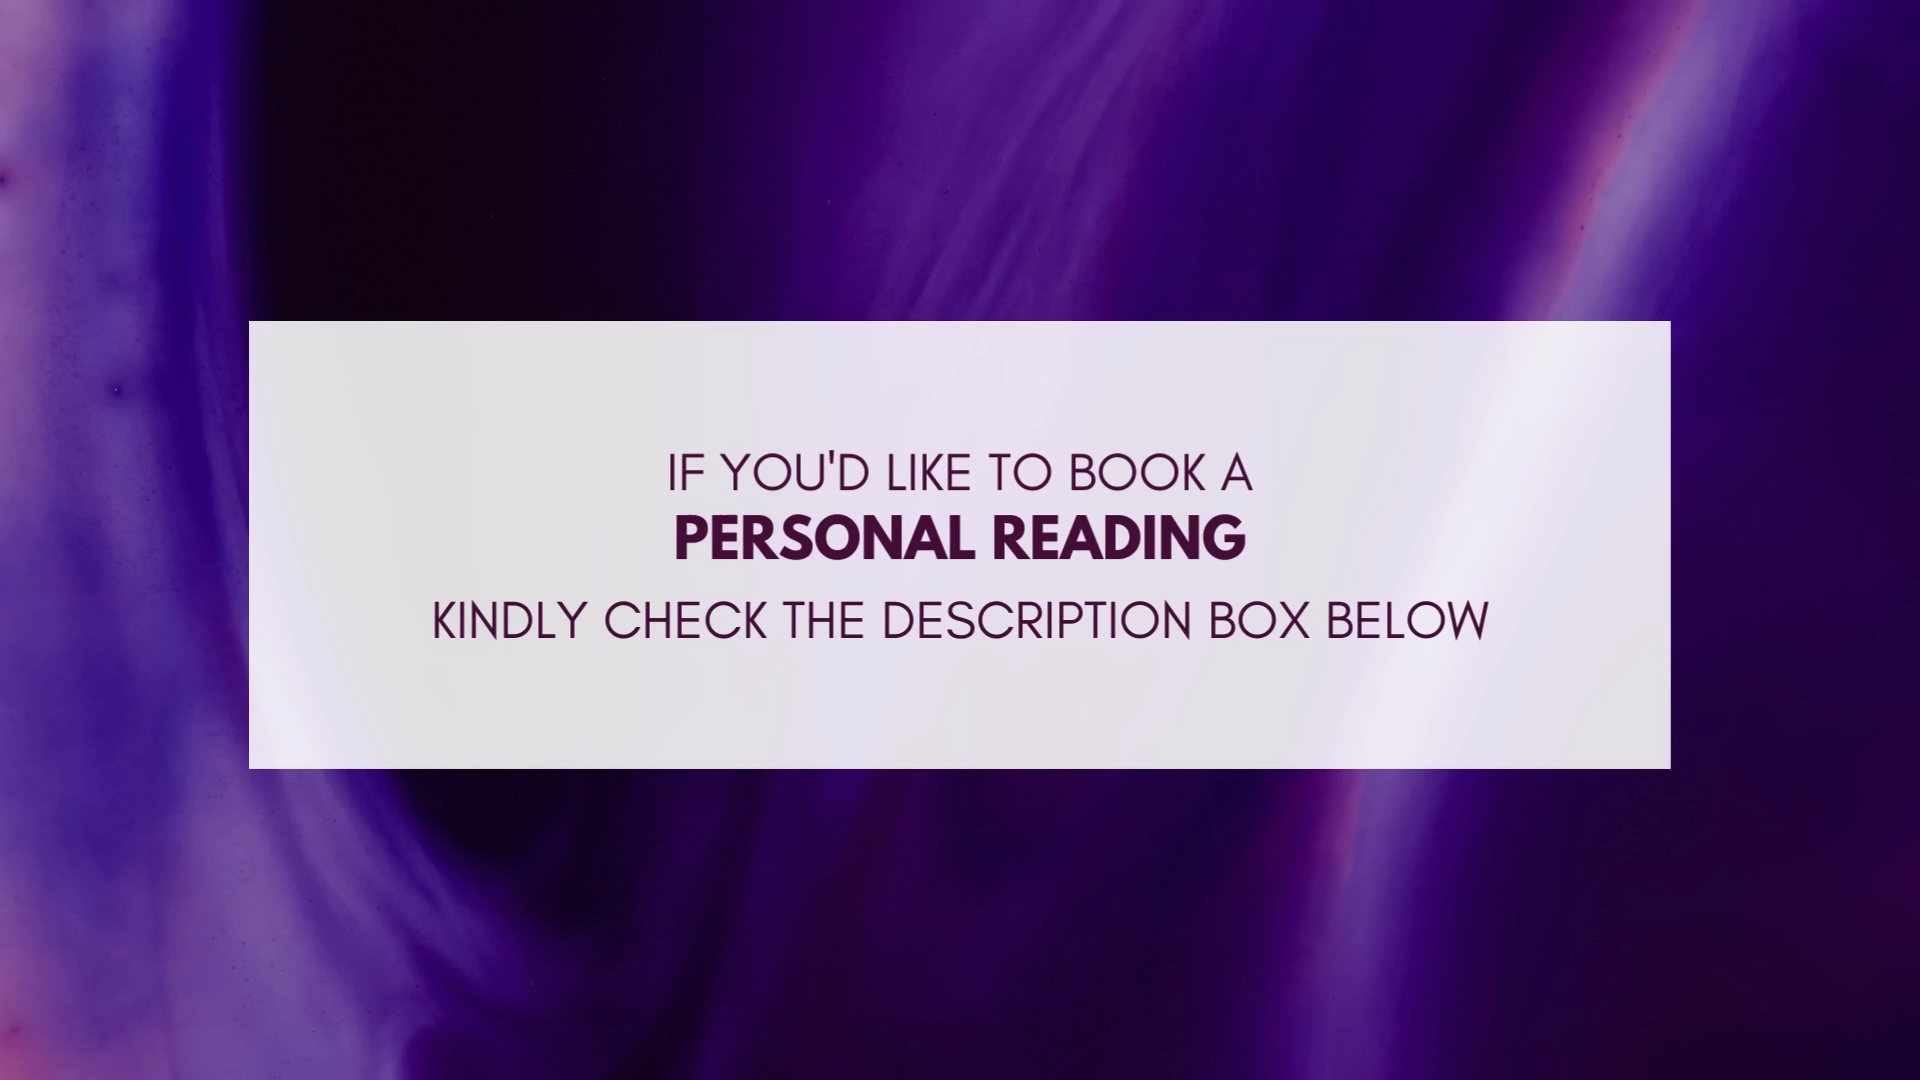 IF YOU'D LIKE TO BOOK A
PERSONAL READING
KINDLY CHECK THE DESCRIPTION BOX BELOW